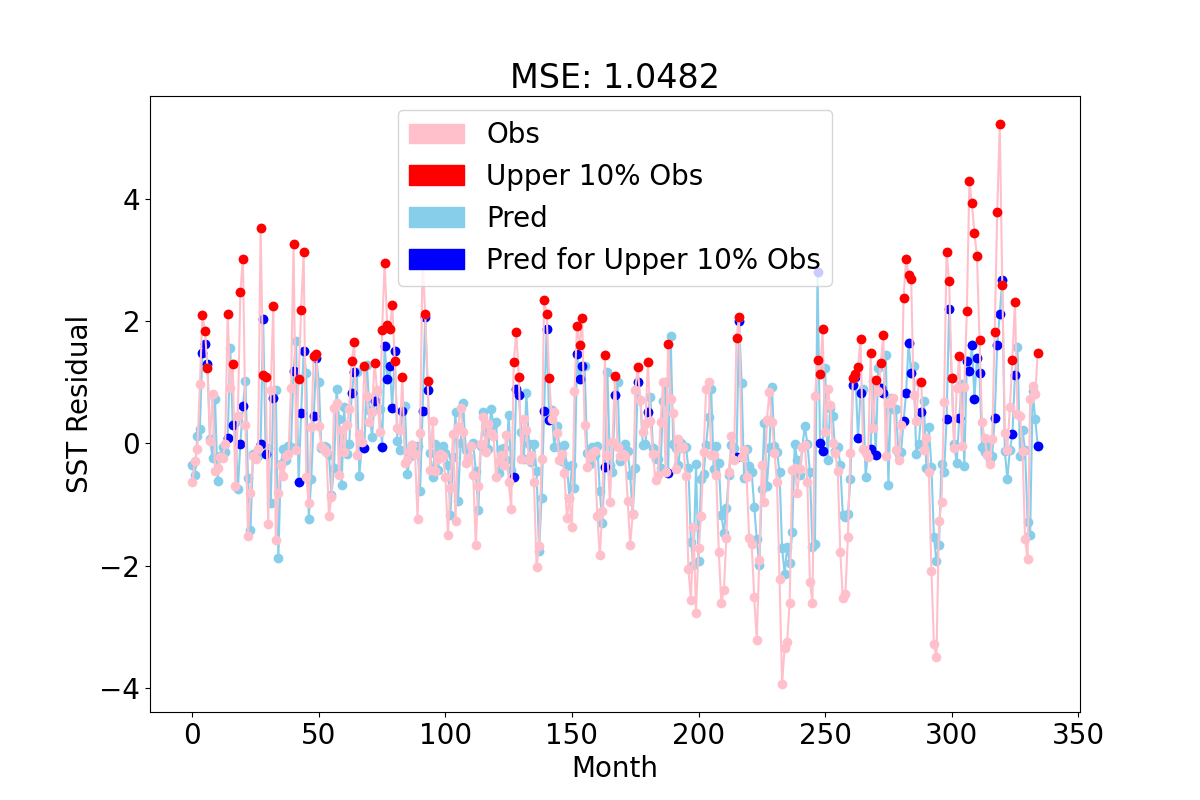 MSE: 1.0482
Obs
Upper 10% Obs
Pred
Pred for Upper 10% Obs
SST Residual
4
2
0
−2
−4
0 50 100 150 200 250 300 350
Month